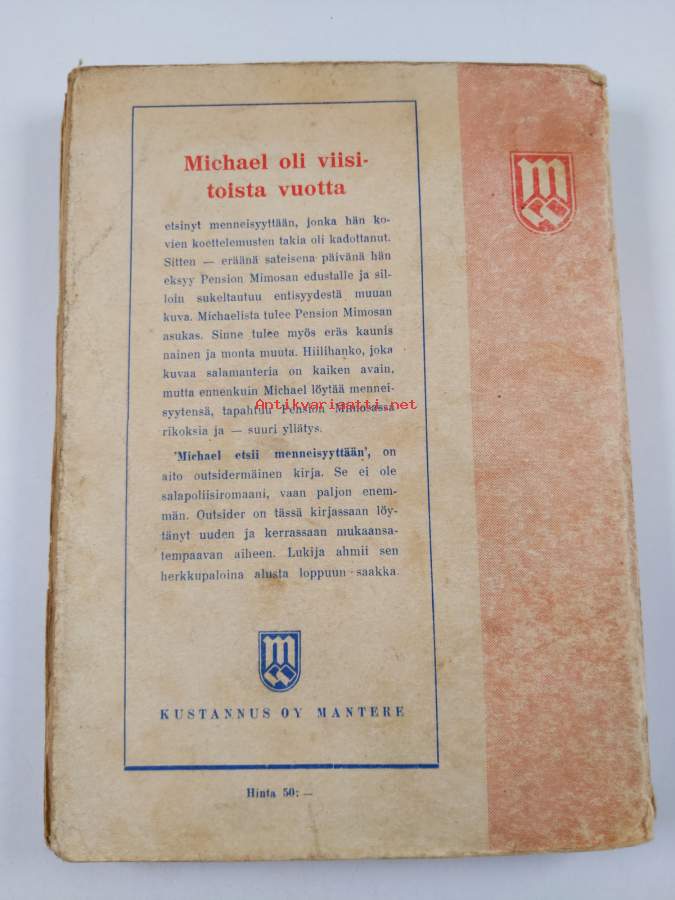 Michael oli viisi-
toista vuotta
etsinyt menneisyyttään, jonka hän ko-
vien koettelemusten takia oli kadottanut.
Sitten — eräänä sateisena päivänä hän
eksyy Pension Mimosan edustalle ja sil-
loin sukeltautuu entisyydestä muuan
kuva. Michaelista tulee Pension Mimosan
asukas. Sinne tulee myös eräs kaunis
nainen ja monta muuta. Hiilihanko, joka
kuvaa salamanteria on kaiken avain,
mutta ennenkuin Michael löytää mennei-
syytensä, tapahtuu Pension Mimosassa
Antikvariaatti.net
rikoksia ja — suuri yllätys.
'Michael etsii menneisyyttään', on
aito outsidermäinen kirja. Se ei ole
salapoliisiromaani, vaan paljon enem-
män. Outsider on tässä kirjassaan löy-
tänyt uuden ja kerrassaan mukaansa-
tempaavan aiheen. Lukija ahmii sen
herkkupaloina alusta loppuun saakka.
KUSTANNUS OY MANTERE
Hinta 50: —